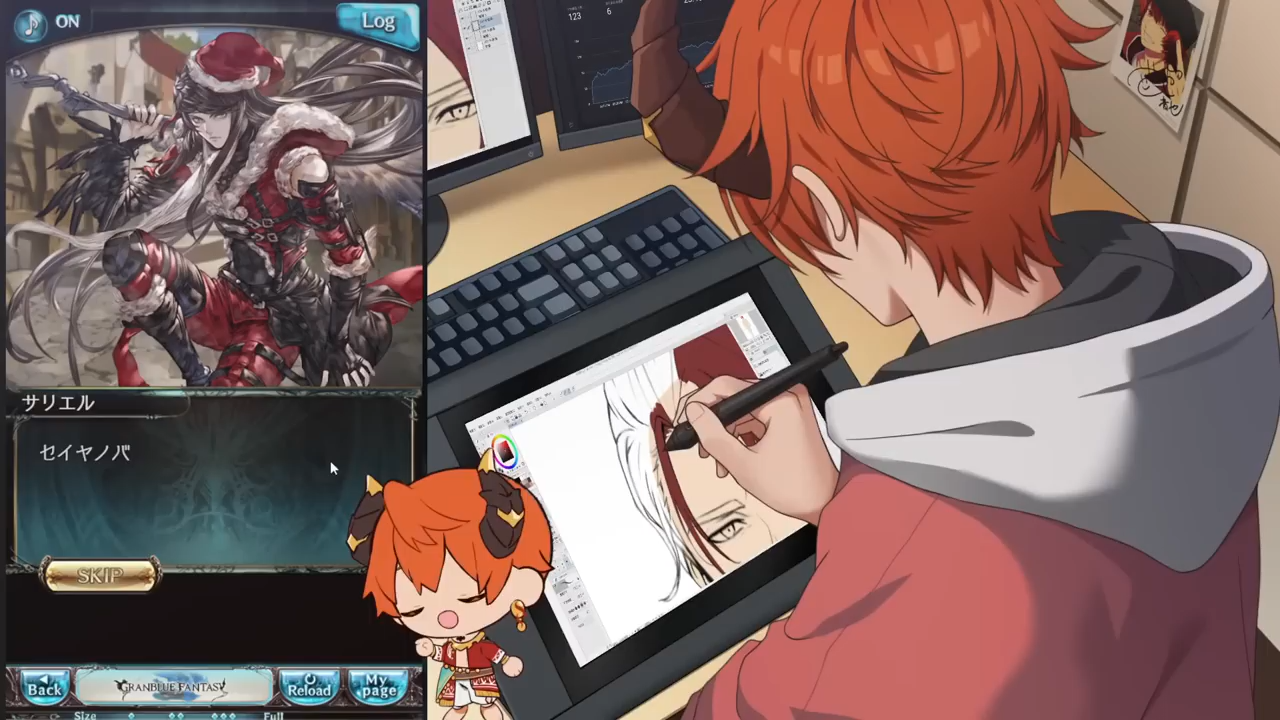 ON
Log
123
6
サリエル
セイヤノバ
SKIP
Back
GRANBLUE FANTASY
Reload
My
page
Size
Full